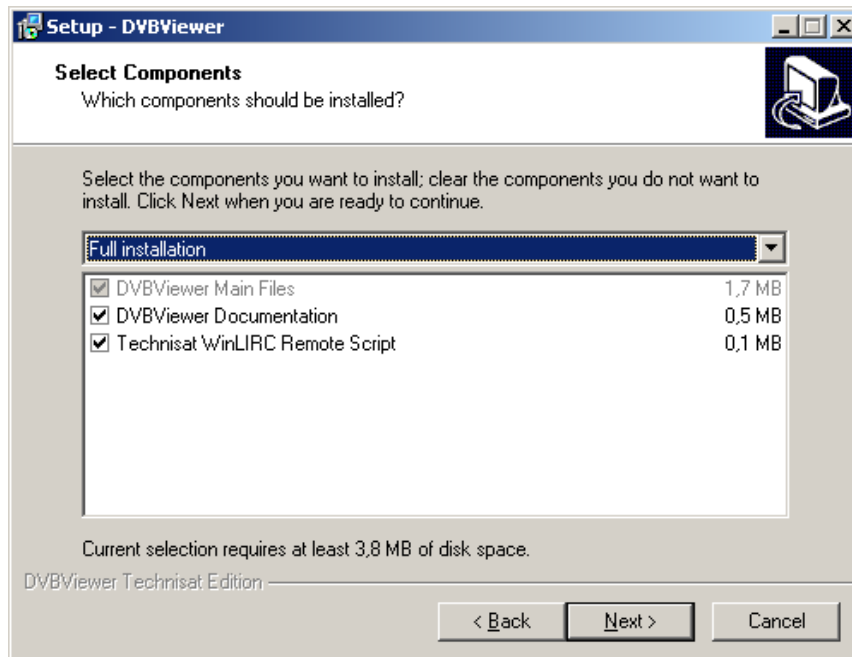 Setup - DVBViewer
Select Components
Which components should be installed?
Select the components you want to install; clear the components you do not want to
install. Click Next when you are ready to continue.
Full installation
DVBViewer Main Files 1,7 MB
DVBViewer Documentation 0,5 MB
Technisat WinLIRC Remote Script 0,1 MB
Current selection requires at least 3,8 MB of disk space.
DVBViewer Technisat Edition
< Back Next > Cancel